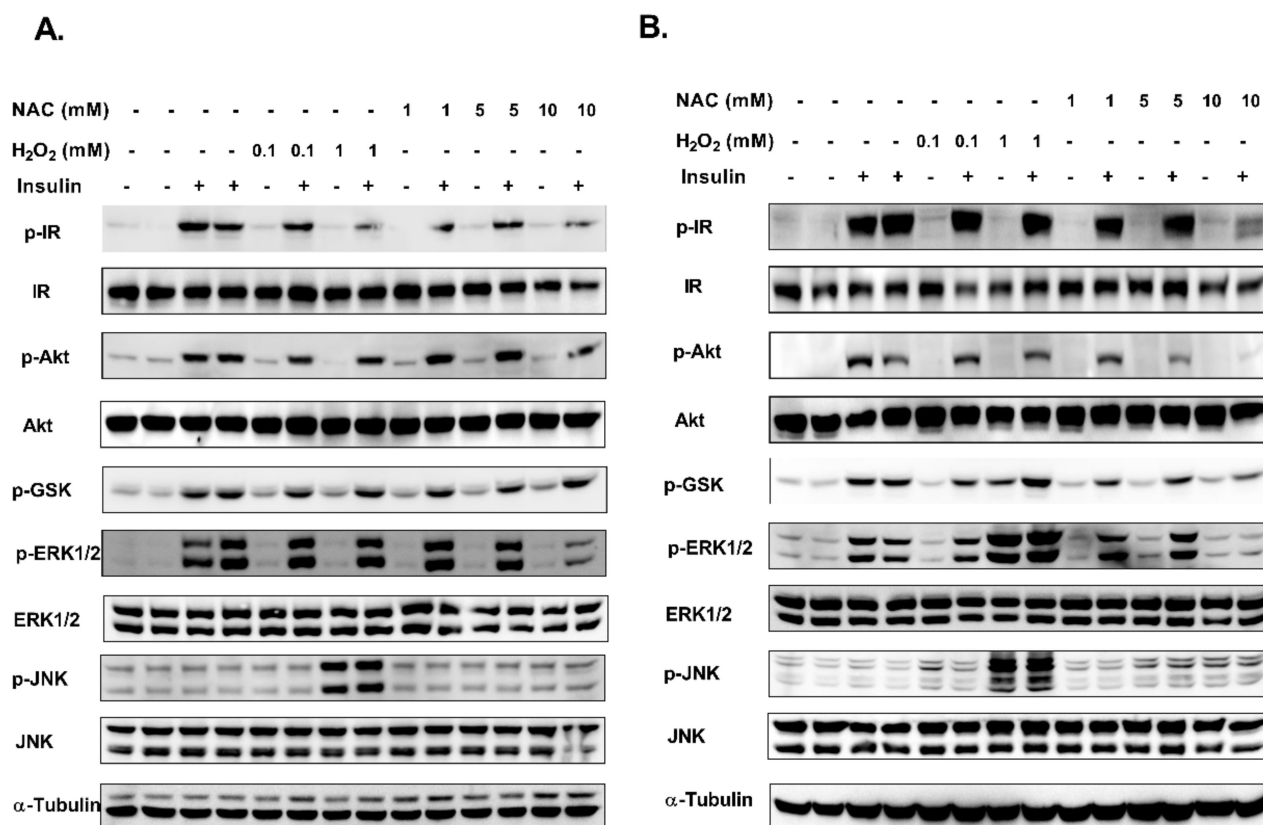 A.
NAC (mM) - - - - - - - - 1 1 5 5 10 10
H₂O₂ (mM) - - - - 0.1 0.1 1 1 - - - - - -
Insulin - - + + - + - + - + - + - +
p-IR
IR
p-Akt
Akt
p-GSK
p-ERK1/2
ERK1/2
p-JNK
JNK
α-Tubulin
B.
NAC (mM) - - - - - - - - 1 1 5 5 10 10
H₂O₂ (mM) - - - - 0.1 0.1 1 1 - - - - - -
Insulin - - + + - + - + - + - + - +
p-IR
IR
p-Akt
Akt
p-GSK
p-ERK1/2
ERK1/2
p-JNK
JNK
α-Tubulin